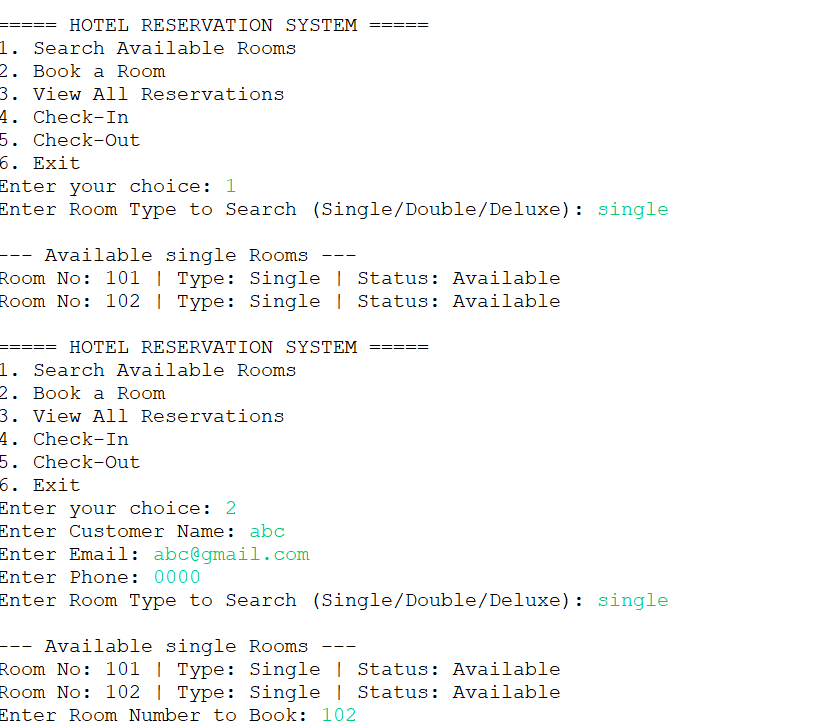 ===== HOTEL RESERVATION SYSTEM =====
1. Search Available Rooms
2. Book a Room
3. View All Reservations
4. Check-In
5. Check-Out
6. Exit
Enter your choice: 1
Enter Room Type to Search (Single/Double/Deluxe): single

--- Available single Rooms ---
Room No: 101 | Type: Single | Status: Available
Room No: 102 | Type: Single | Status: Available

===== HOTEL RESERVATION SYSTEM =====
1. Search Available Rooms
2. Book a Room
3. View All Reservations
4. Check-In
5. Check-Out
6. Exit
Enter your choice: 2
Enter Customer Name: abc
Enter Email: abc@gmail.com
Enter Phone: 0000
Enter Room Type to Search (Single/Double/Deluxe): single

--- Available single Rooms ---
Room No: 101 | Type: Single | Status: Available
Room No: 102 | Type: Single | Status: Available
Enter Room Number to Book: 102